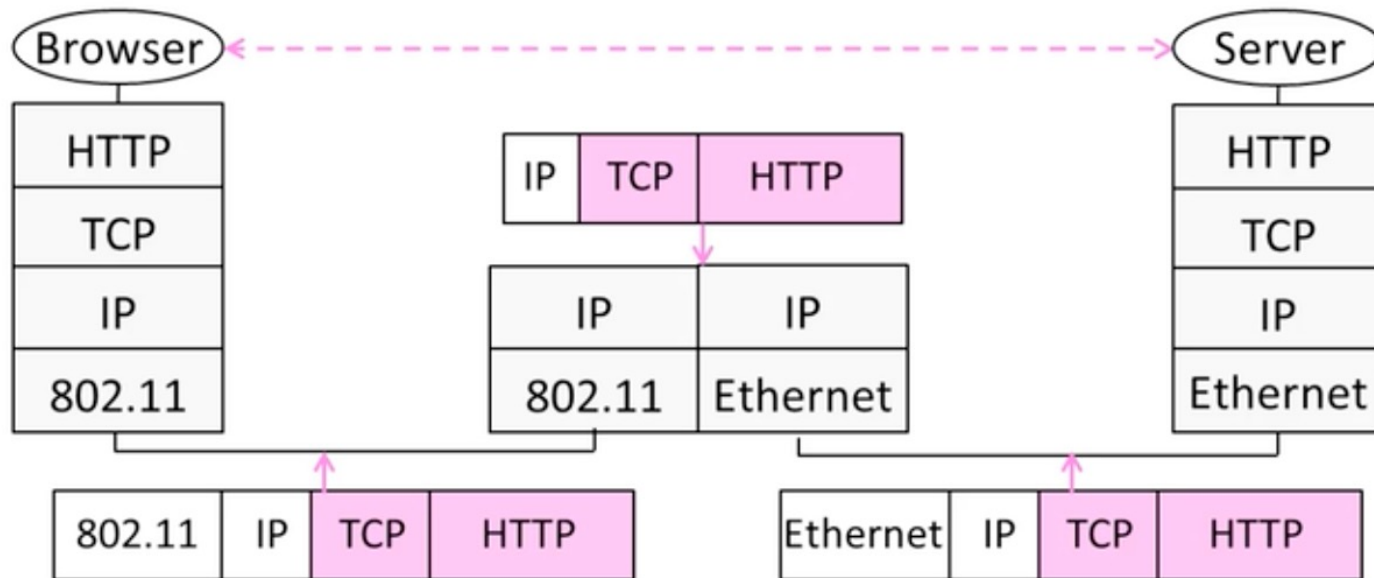 Browser
Server
HTTP
TCP
IP
802.11
IP TCP HTTP
IP IP
802.11 Ethernet
HTTP
TCP
IP
Ethernet
802.11 IP TCP HTTP
Ethernet IP TCP HTTP